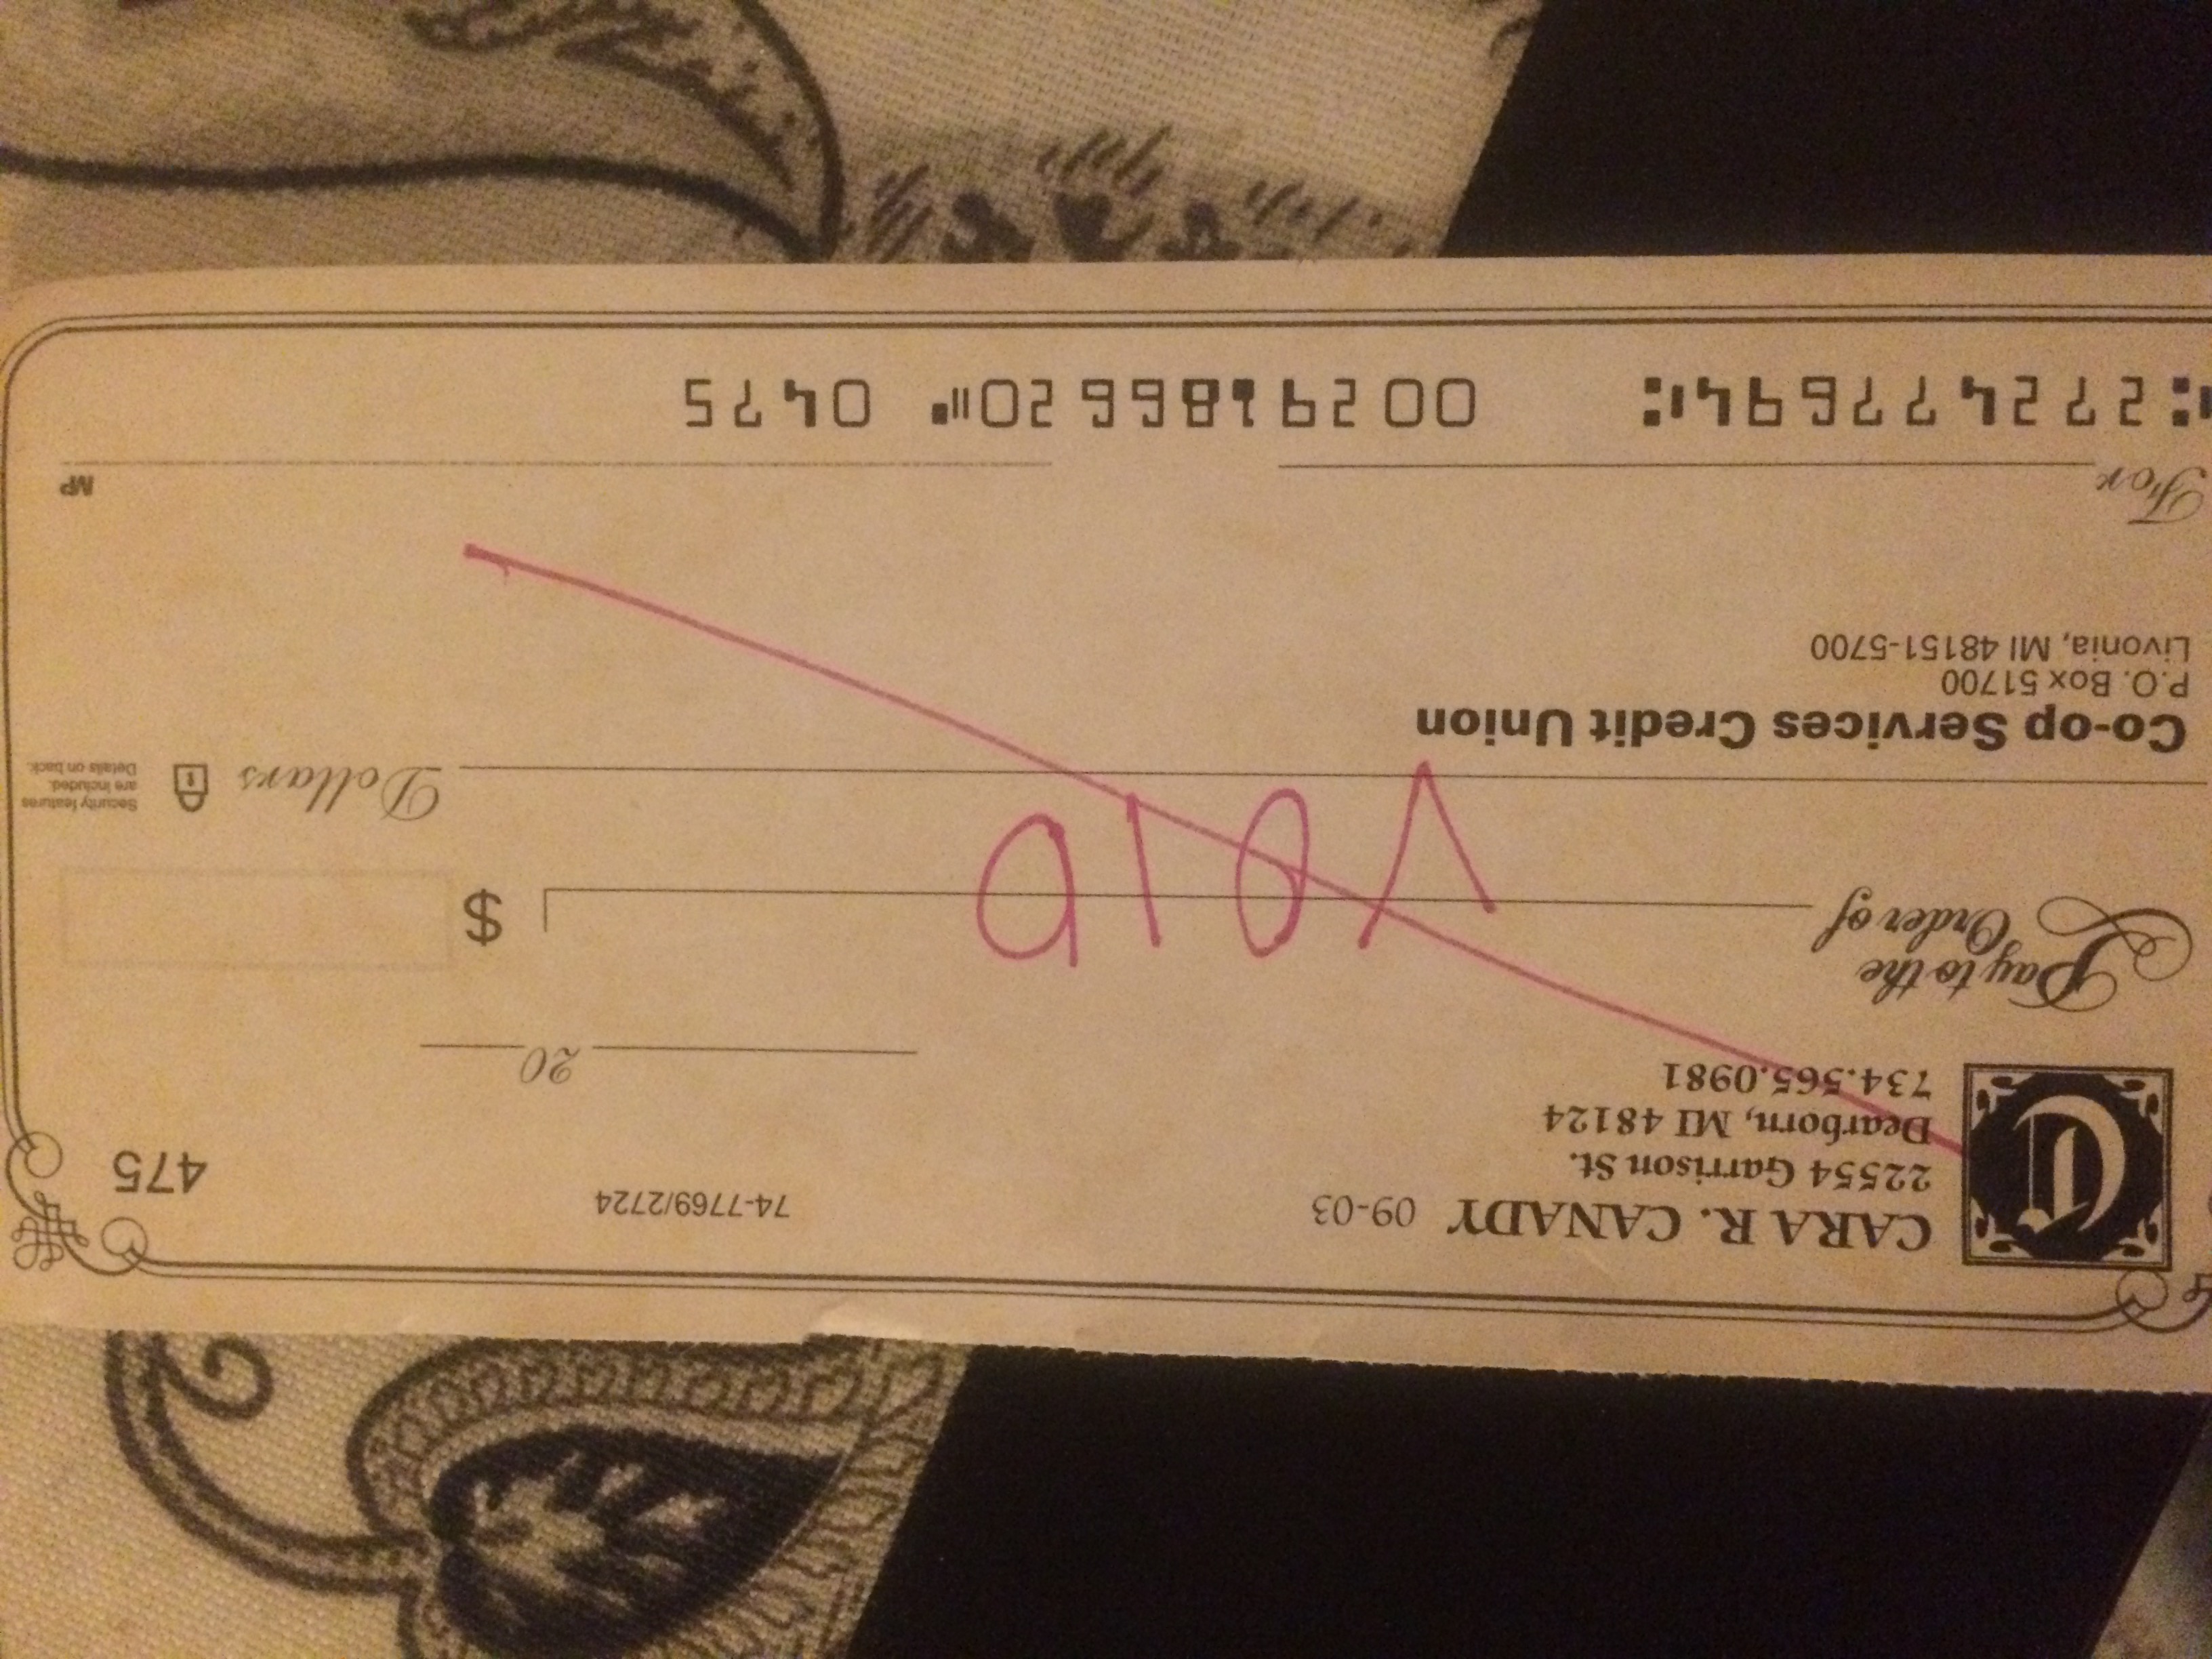 475
CARA R. CANADY 09-03
74-7769/2724
22554 Garrison St.
Dearborn, MI 48124
734.565.0981
C
20
Pay to the
Order of
$
VOID
Dollars
Security features
are included.
Details on back.
Co-op Services Credit Union
P.O. Box 51700
Livonia, MI 48151-5700
For
MP
⑆272477694⑆ 0029186620⑈ 0475